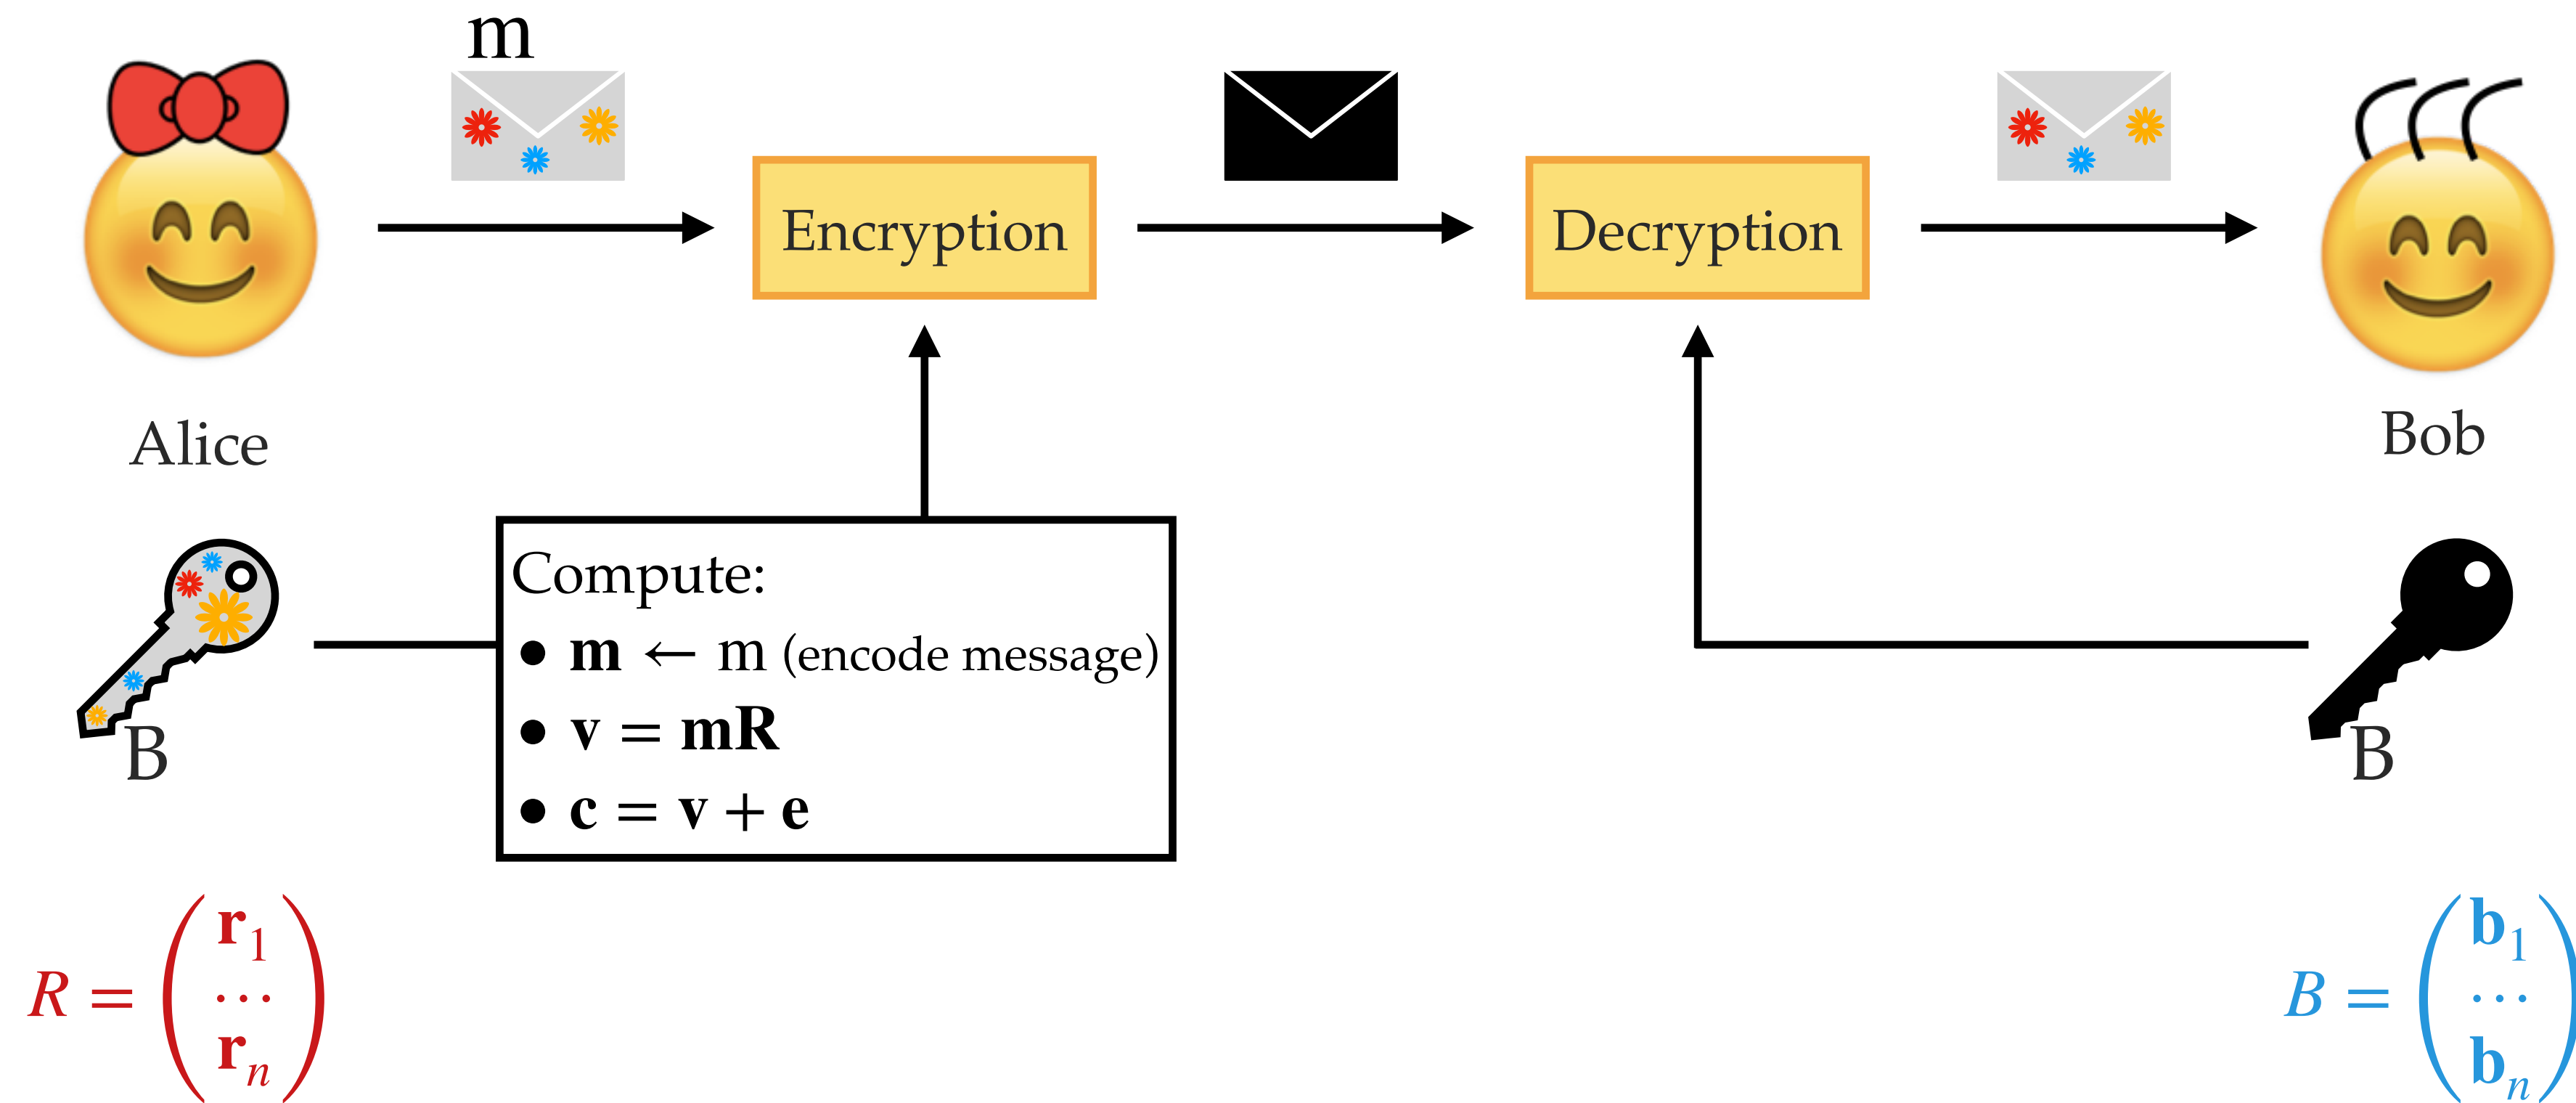 m
Encryption
Decryption
Alice
Bob
Compute:
• 𝐦 ← m (encode message)
• 𝐯 = 𝐦𝐑
• 𝐜 = 𝐯 + 𝐞
B
B
R = (
r₁
⋯
rₙ
)
B = (
b₁
⋯
bₙ
)